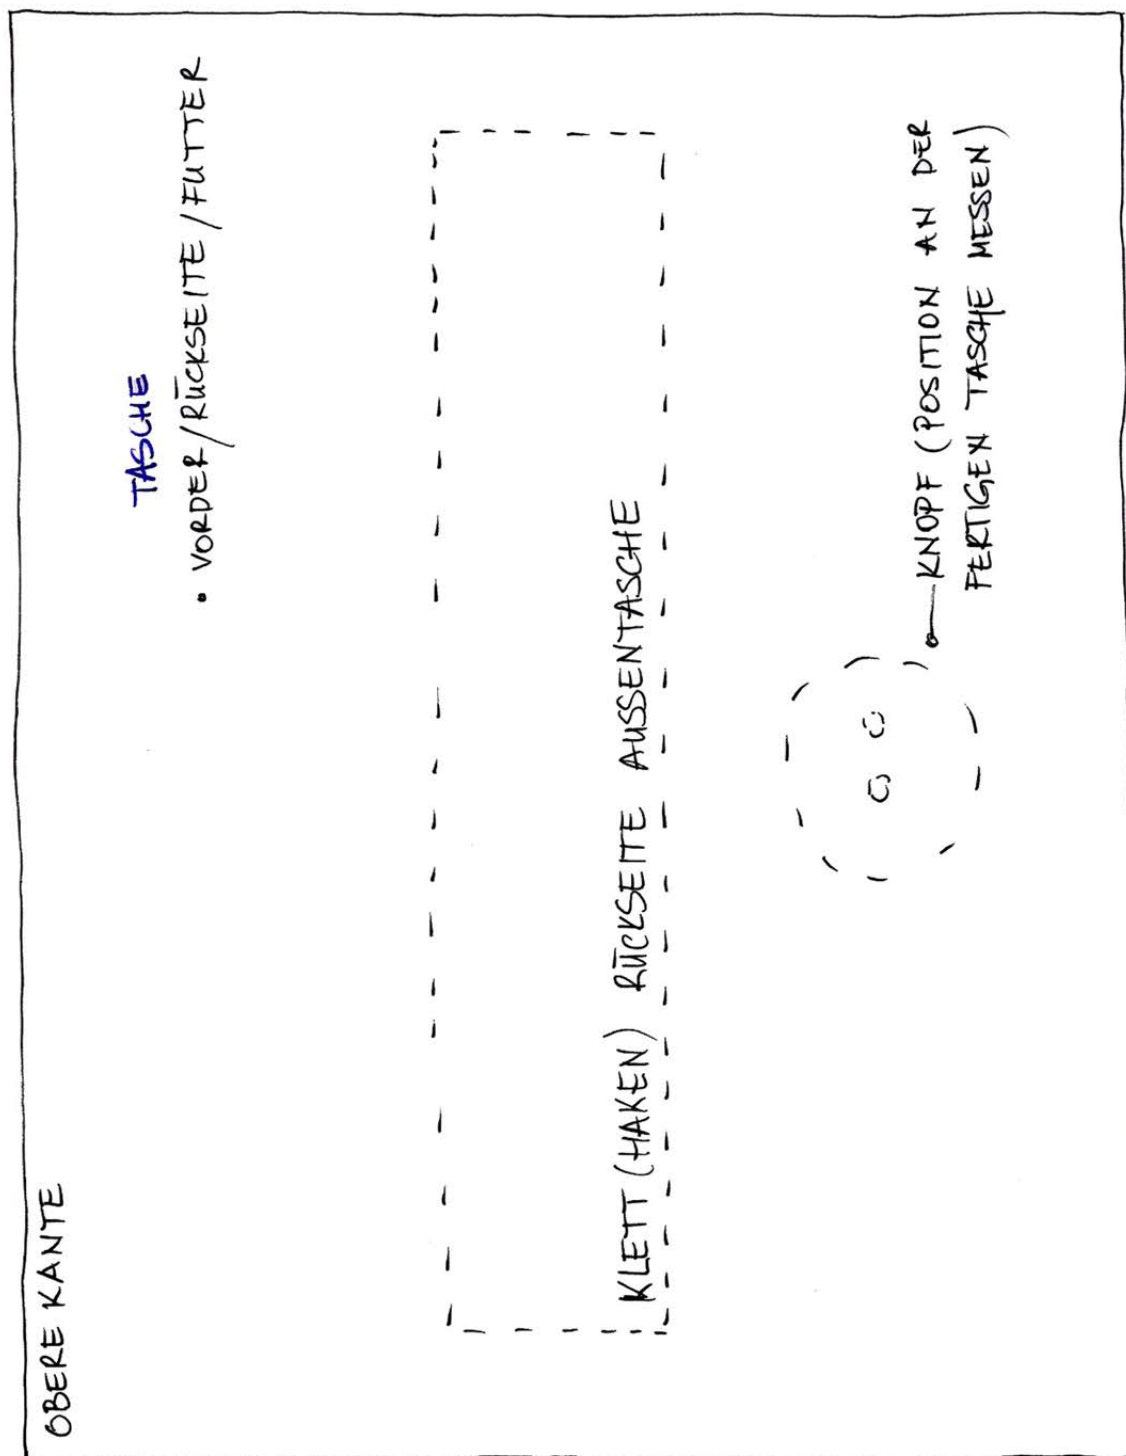 OBERE KANTE
TASCHE
• VORDER/RÜCKSEITE/FUTTER
KLETT (HAKEN) RÜCKSEITE AUSSENTASCHE
KNOPF (POSITION AN DER
FERTIGEN TASCHE MESSEN)